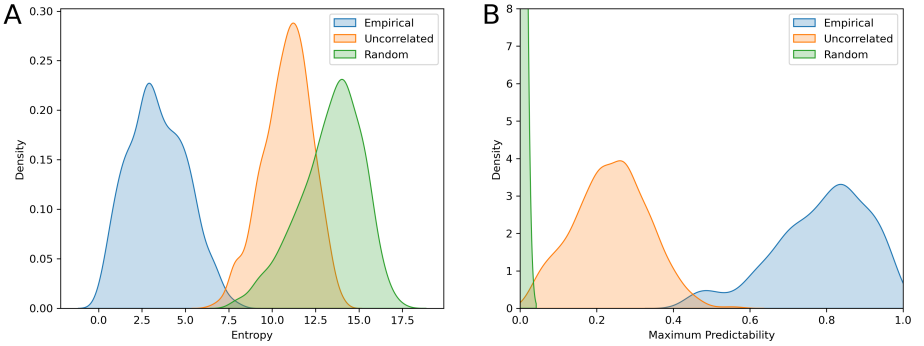 A
Empirical
Uncorrelated
Random
0.30
0.25
0.20
0.15
0.10
0.05
0.00
Density
0.0 2.5 5.0 7.5 10.0 12.5 15.0 17.5
Entropy
B
Empirical
Uncorrelated
Random
8
7
6
5
4
3
2
1
0
Density
0.0 0.2 0.4 0.6 0.8 1.0
Maximum Predictability